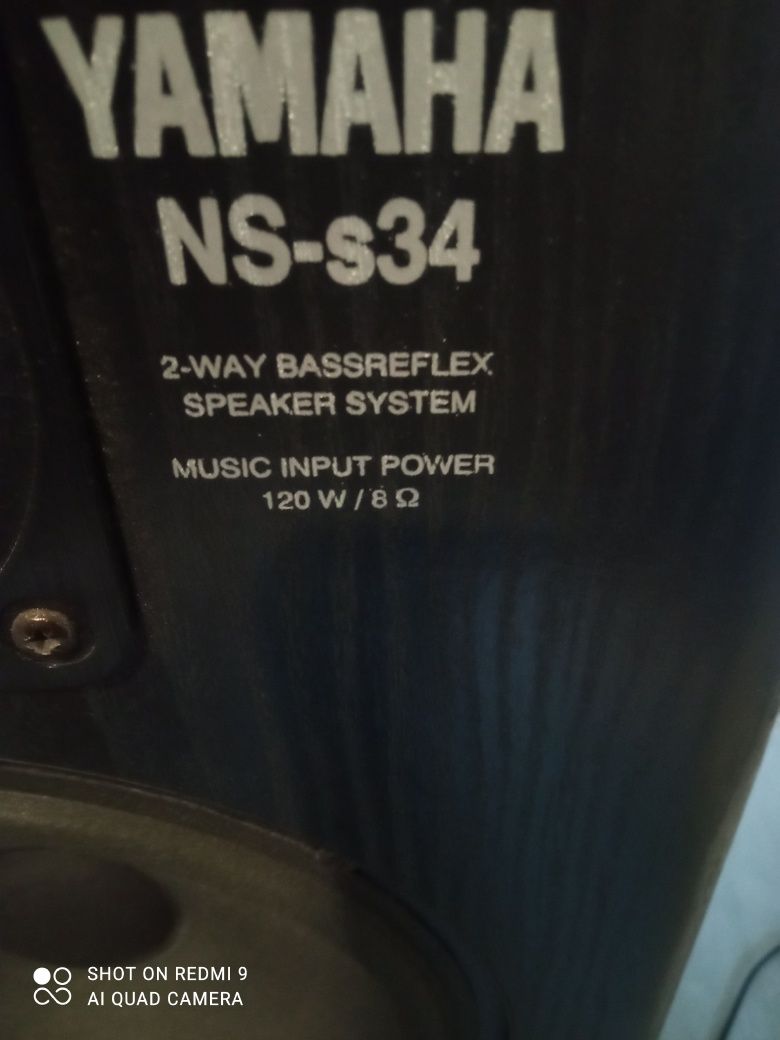 YAMAHA
NS-s34
2-WAY BASSREFLEX
SPEAKER SYSTEM
MUSIC INPUT POWER
120 W / 8 Ω
SHOT ON REDMI 9
AI QUAD CAMERA